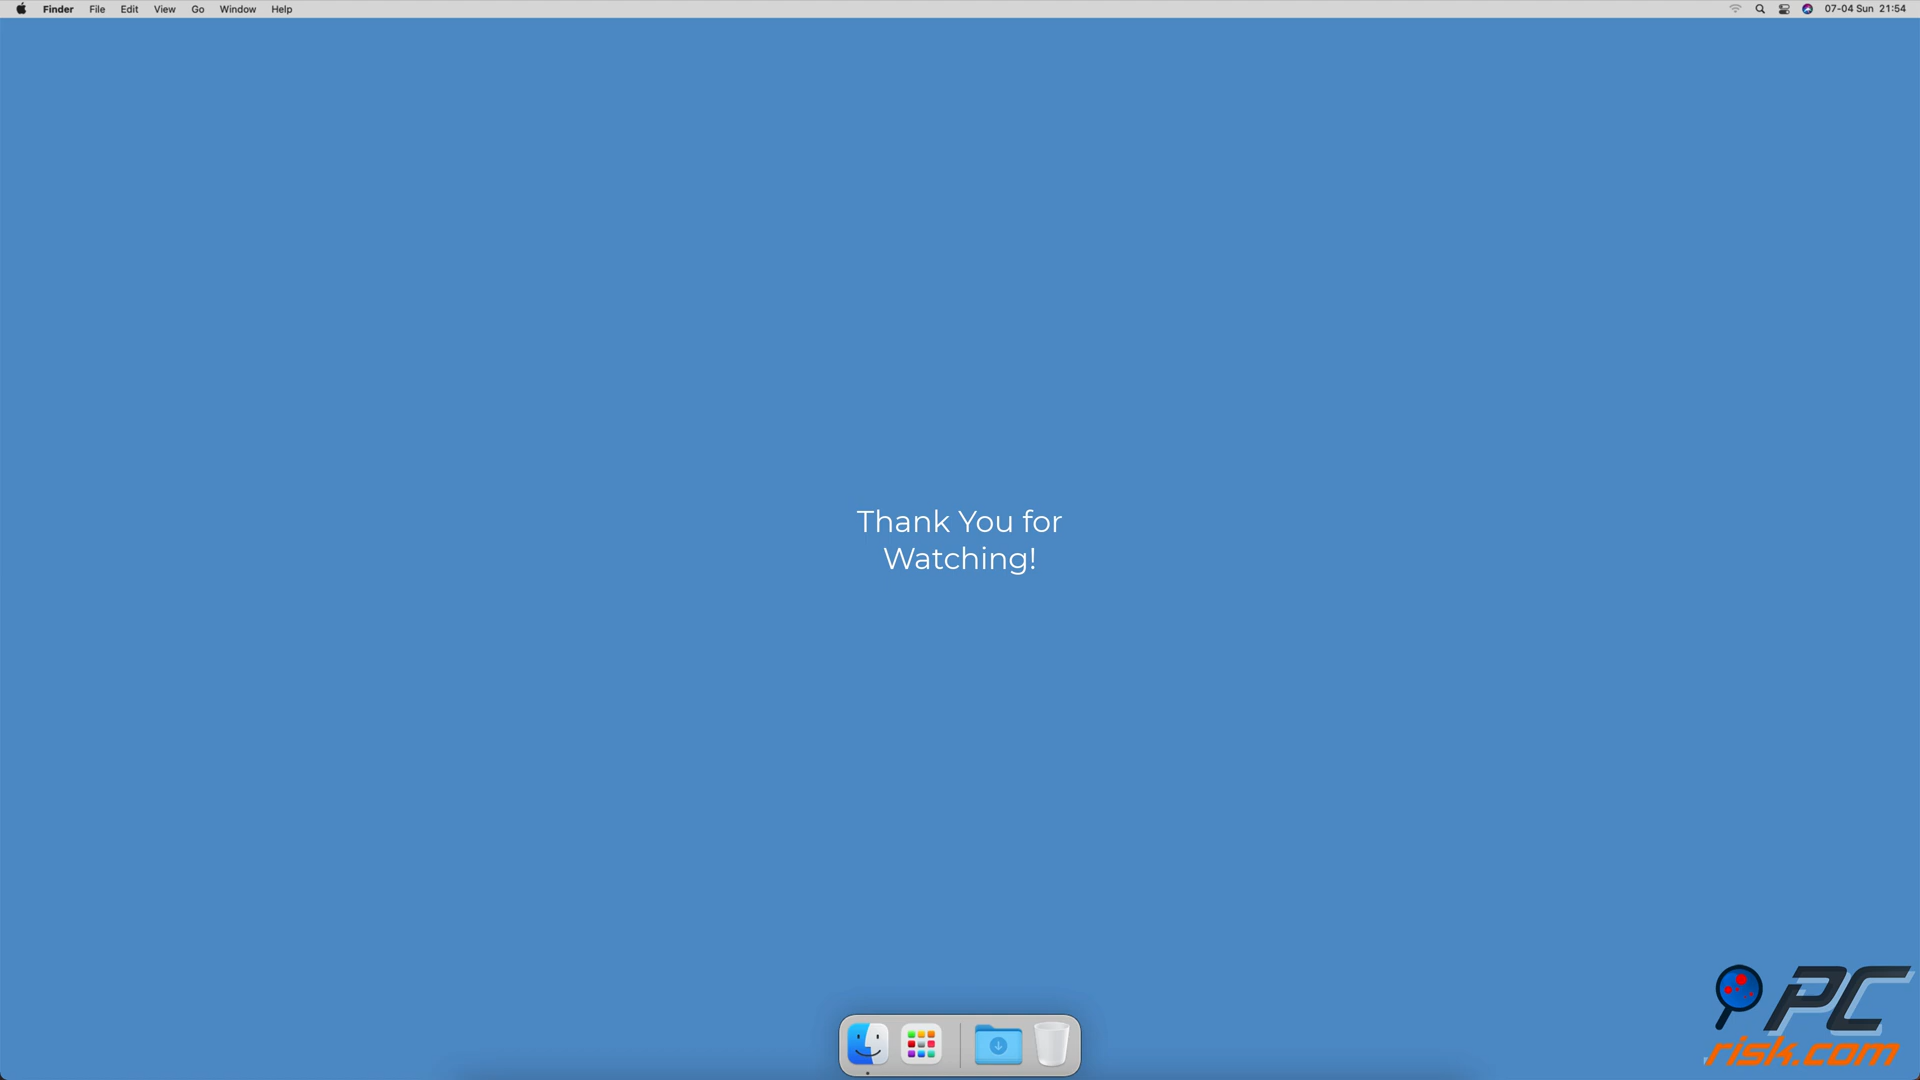 Finder File Edit View Go Window Help 07-04 Sun 21:54
Thank You for
Watching!
PC
risk.com